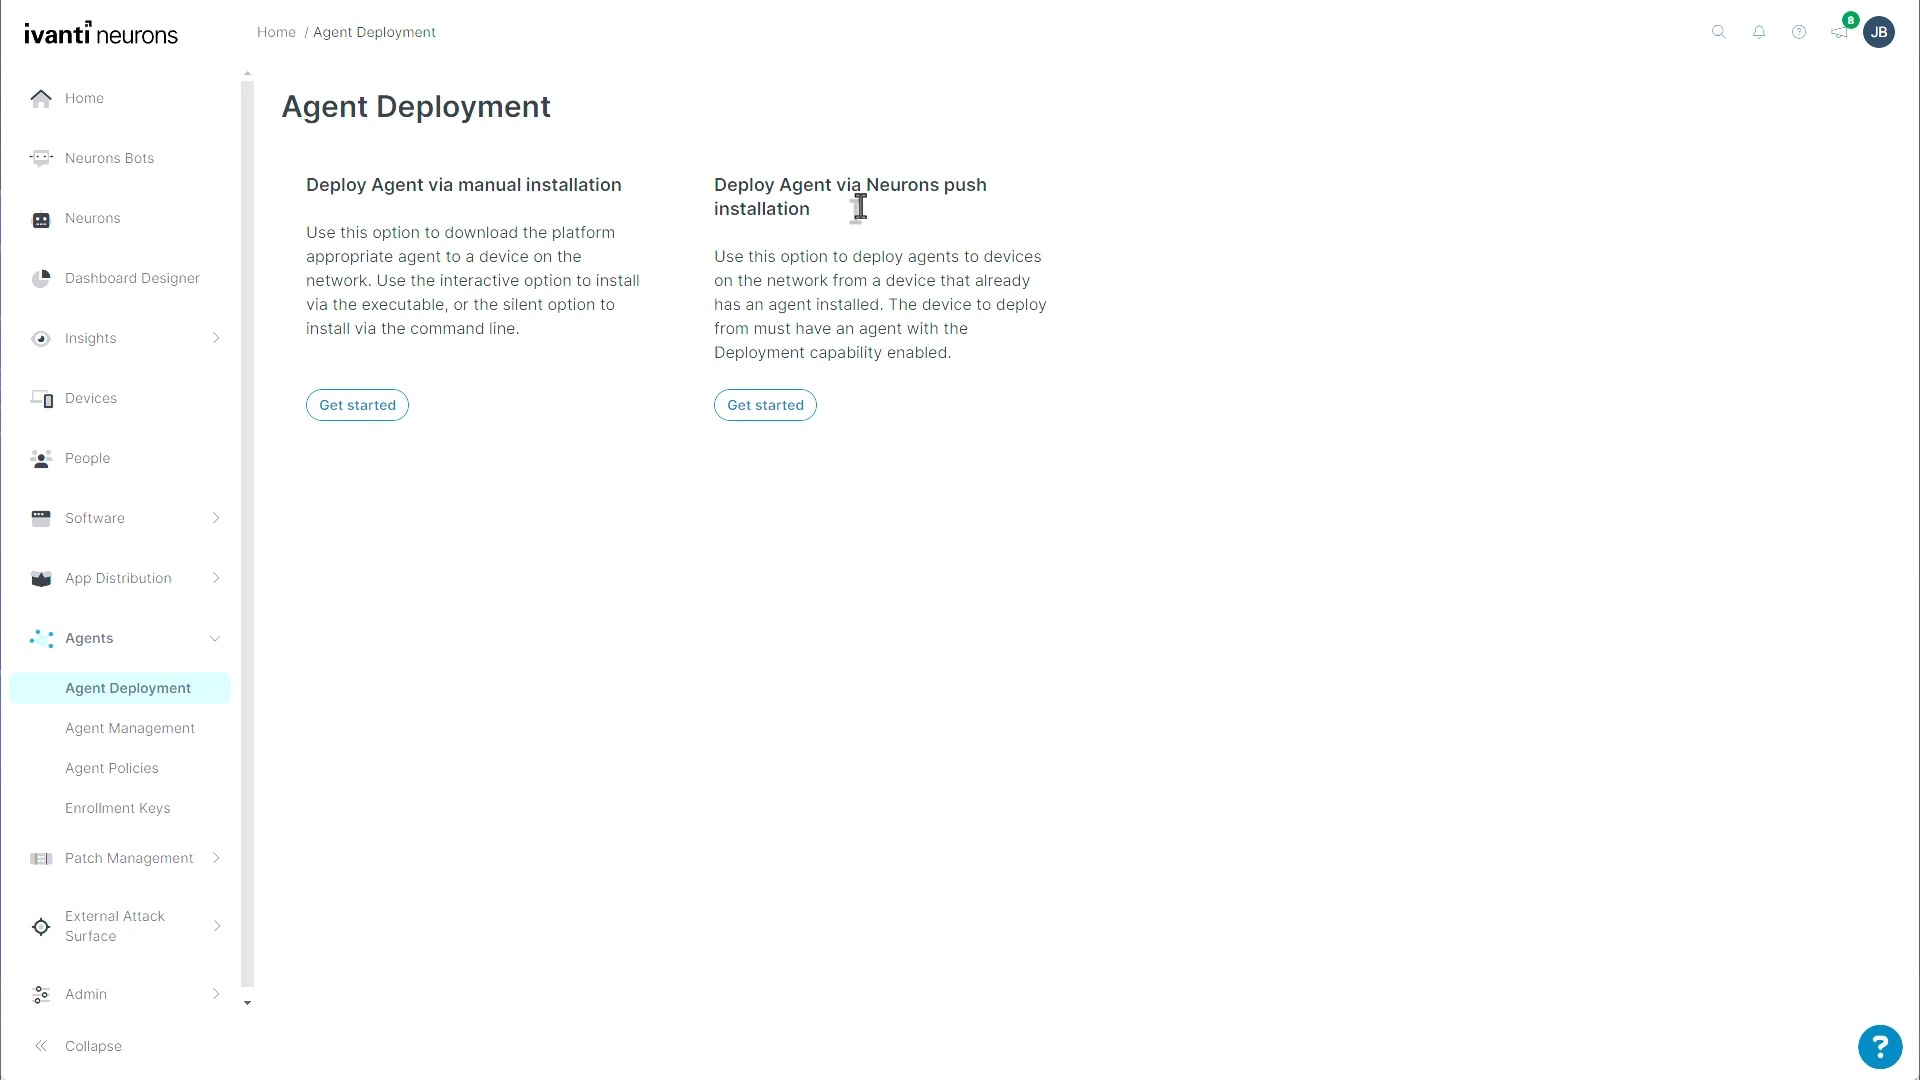 ivanti neurons
Home / Agent Deployment
8
JB
Home
Neurons Bots
Neurons
Dashboard Designer
Insights
Devices
People
Software
App Distribution
Agents
Agent Deployment
Agent Management
Agent Policies
Enrollment Keys
Patch Management
External Attack
Surface
Admin
Collapse
Agent Deployment
Deploy Agent via manual installation
Use this option to download the platform
appropriate agent to a device on the
network. Use the interactive option to install
via the executable, or the silent option to
install via the command line.
Get started
Deploy Agent via Neurons push
installation
Use this option to deploy agents to devices
on the network from a device that already
has an agent installed. The device to deploy
from must have an agent with the
Deployment capability enabled.
Get started
?